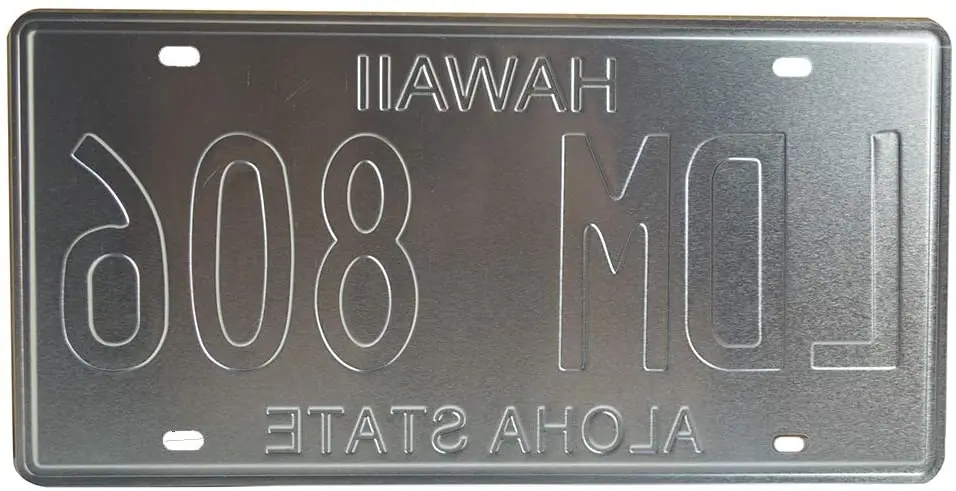 HAWAII
LDM 806
ALOHA STATE